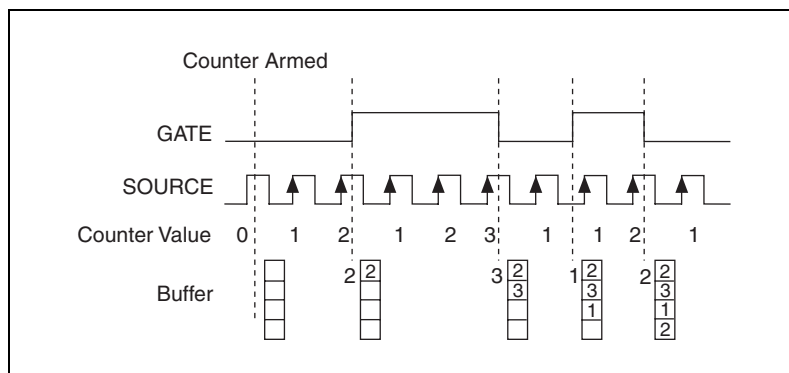 Counter Armed
GATE
SOURCE
Counter Value 0 1 2 1 2 3 1 1 2 1
Buffer
2 2
3 2 3
1 2 3 1
2 2 3 1 2